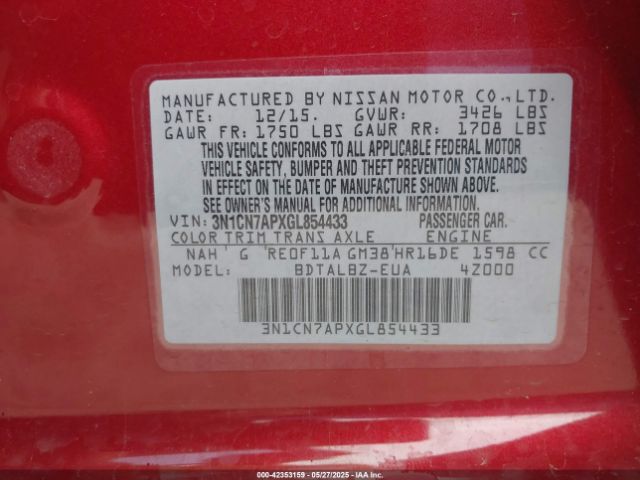 MANUFACTURED BY NISSAN MOTOR CO.,LTD.
DATE: 12/15. GVWR: 3426 LBS
GAWR FR: 1750 LBS GAWR RR: 1708 LBS
THIS VEHICLE CONFORMS TO ALL APPLICABLE FEDERAL MOTOR
VEHICLE SAFETY, BUMPER, AND THEFT PREVENTION STANDARDS
IN EFFECT ON THE DATE OF MANUFACTURE SHOWN ABOVE.
SEE OWNER'S MANUAL FOR ADDITIONAL INFORMATION.
VIN: 3N1CN7APXGL854433 PASSENGER CAR.
COLOR TRIM TRANS AXLE ENGINE
NAH G RE0F11A GM38 HR16DE 1598 CC
MODEL: BDTALBZ-EUA 4Z000
3N1CN7APXGL854433
000-42353159 05/27/2025 - IAAI.COM